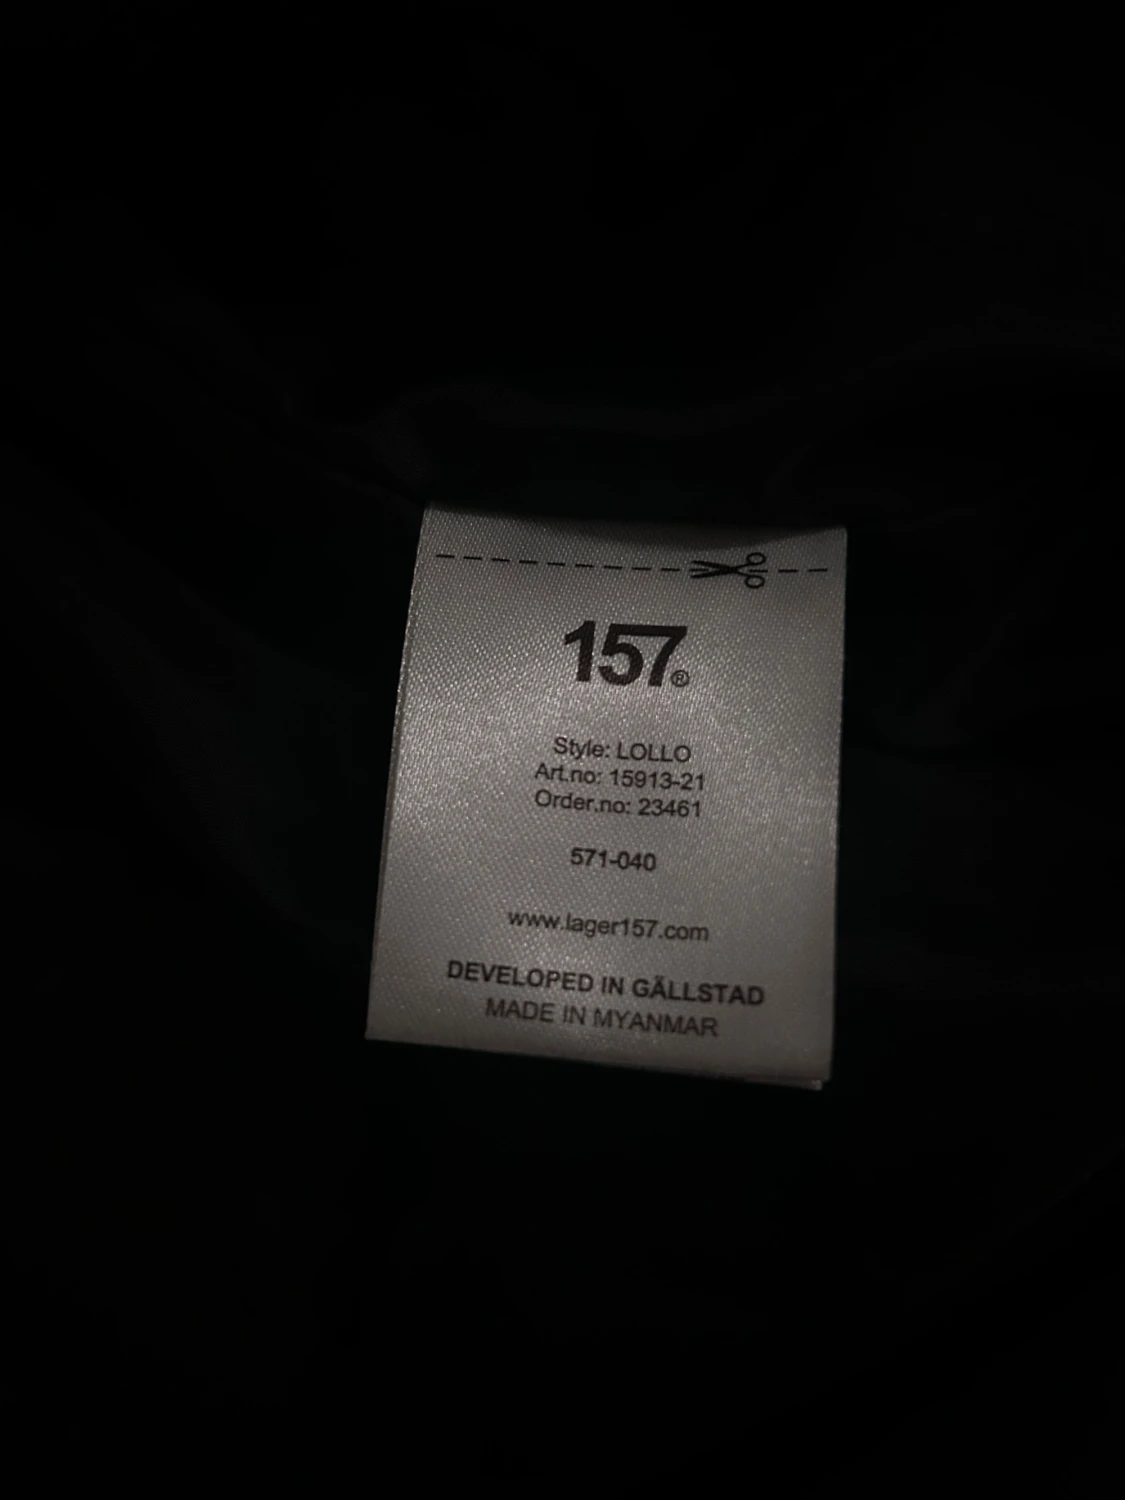 157®
Style: LOLLO
Art.no: 15913-21
Order.no: 23461
571-040
www.lager157.com
DEVELOPED IN GÄLLSTAD
MADE IN MYANMAR